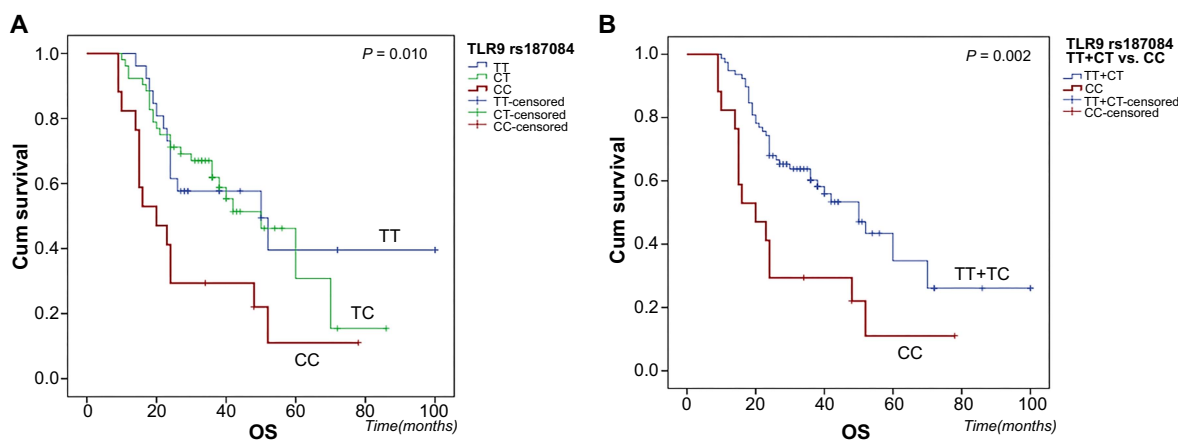 A
P = 0.010
TLR9 rs187084
TT
CT
CC
TT-censored
CT-censored
CC-censored
1.0
0.8
0.6
0.4
0.2
0.0
Cum survival
TT
TC
CC
0
20
40
60
80
100
Time(months)
OS
B
P = 0.002
TLR9 rs187084
TT+CT vs. CC
TT+CT
CC
TT+CT-censored
CC-censored
1.0
0.8
0.6
0.4
0.2
0.0
Cum survival
TT+TC
CC
0
20
40
60
80
100
Time(months)
OS